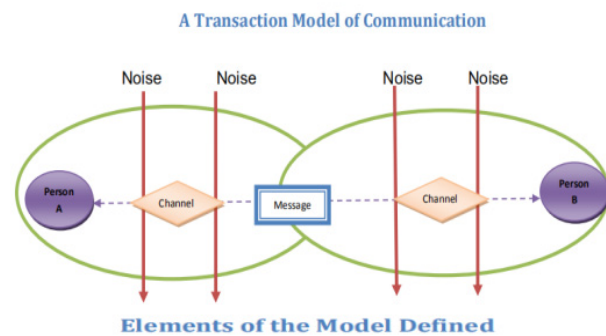 A Transaction Model of Communication
Noise Noise Noise Noise
Person
A
Channel
Message
Channel
Person
B
Elements of the Model Defined